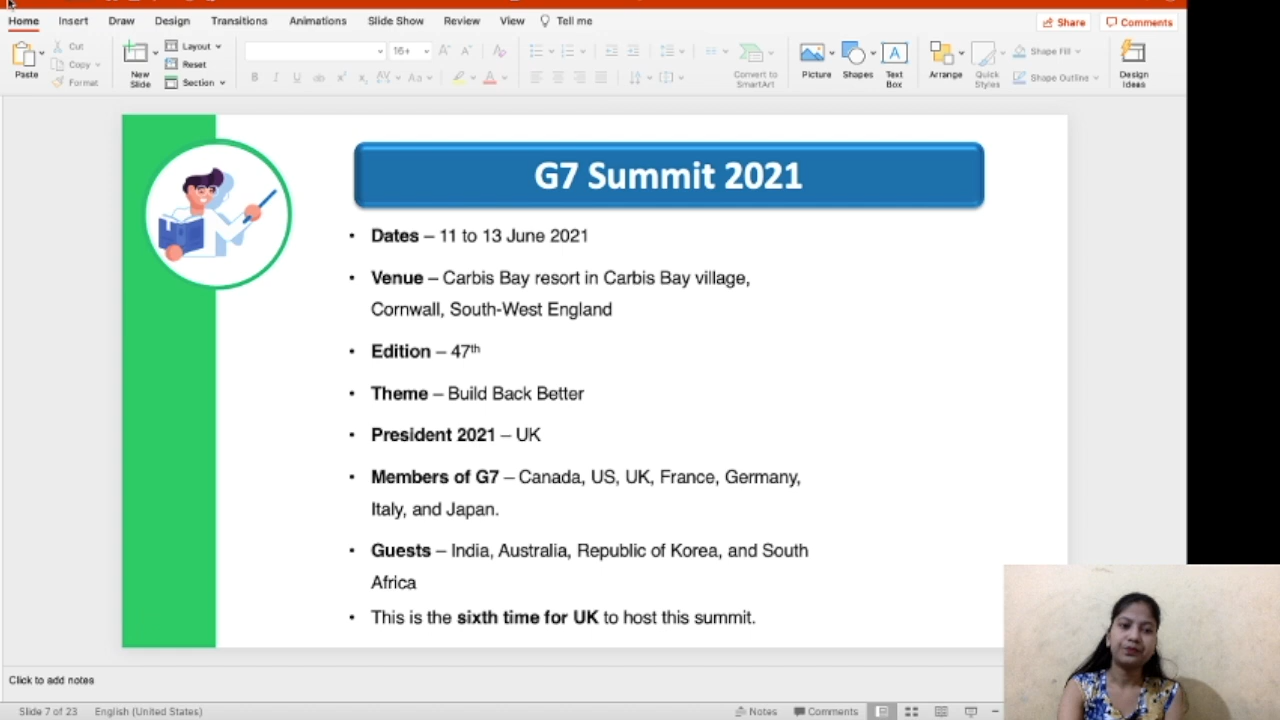 Home Insert Draw Design Transitions Animations Slide Show Review View Tell me Share Comments
Paste Cut Copy Format
New Slide Layout Reset Section
16+
Convert to SmartArt
Picture Shapes Text Box
Arrange Quick Styles Shape Fill Shape Outline
Design Ideas
G7 Summit 2021
• Dates – 11 to 13 June 2021
• Venue – Carbis Bay resort in Carbis Bay village,
Cornwall, South-West England
• Edition – 47th
• Theme – Build Back Better
• President 2021 – UK
• Members of G7 – Canada, US, UK, France, Germany,
Italy, and Japan.
• Guests – India, Australia, Republic of Korea, and South
Africa
• This is the sixth time for UK to host this summit.
Click to add notes
Slide 7 of 23 English (United States) Notes Comments